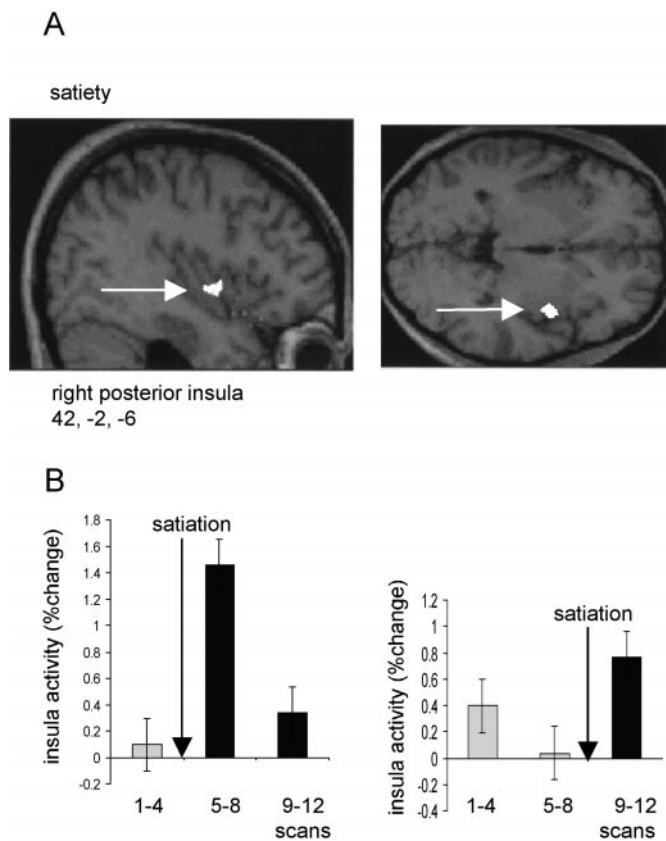 A
satiety
right posterior insula
42, -2, -6
B
insula activity (%change)
1.8
1.6
1.4
1.2
1
0.8
0.6
0.4
0.2
0
-0.2
satiation
1-4
5-8
9-12
scans
insula activity (%change)
1.2
1
0.8
0.6
0.4
0.2
0
-0.2
-0.4
satiation
1-4
5-8
9-12
scans